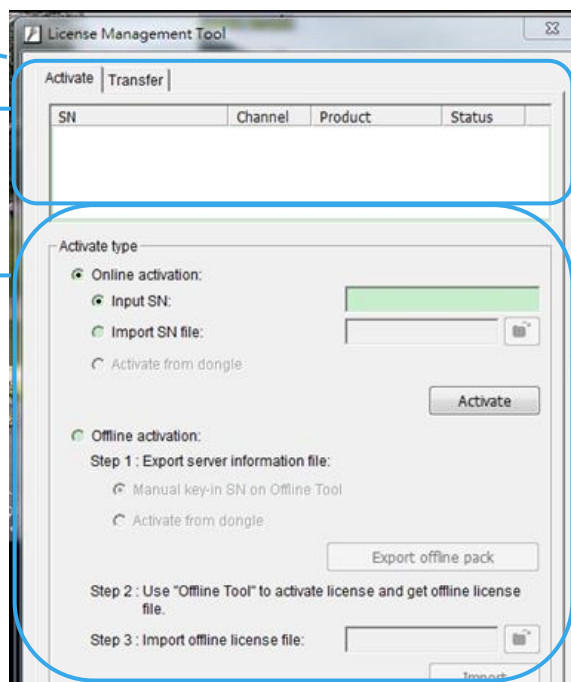 License Management Tool
Activate Transfer
SN Channel Product Status
Activate type
Online activation:
Input SN:
Import SN file:
Activate from dongle
Activate
Offline activation:
Step 1 : Export server information file:
Manual key-in SN on Offline Tool
Activate from dongle
Export offline pack
Step 2 : Use "Offline Tool" to activate license and get offline license
file.
Step 3 : Import offline license file:
Import